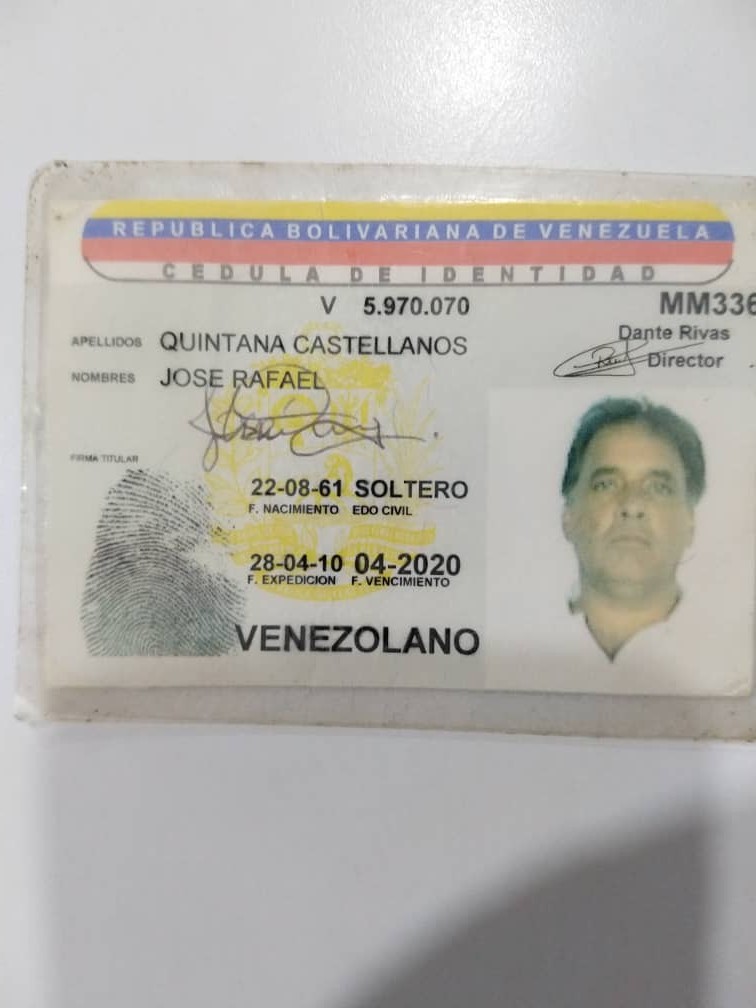 REPUBLICA BOLIVARIANA DE VENEZUELA
CEDULA DE IDENTIDAD
V 5.970.070 MM336
Dante Rivas
Director
APELLIDOS QUINTANA CASTELLANOS
NOMBRES JOSE RAFAEL
FIRMA TITULAR
22-08-61 SOLTERO
F. NACIMIENTO EDO CIVIL
28-04-10 04-2020
F. EXPEDICION F. VENCIMIENTO
VENEZOLANO